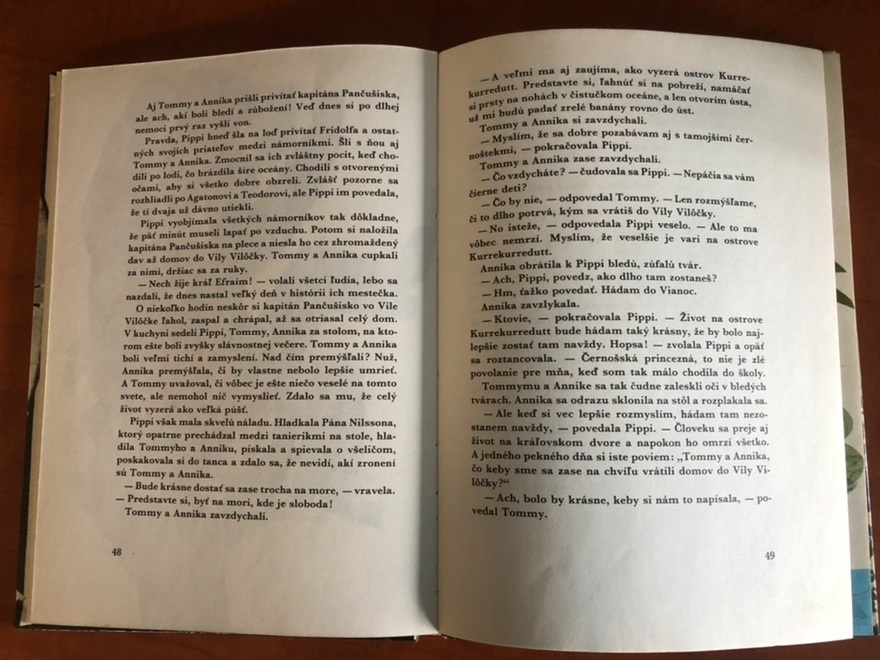 Aj Tommy a Annika prišli privítať kapitána Pančušiska,
ale ach, akí boli bledí a zúbožení! Veď dnes si po dlhej
nemoci prvý raz vyšli von.
Pravda, Pippi hneď šla na loď privítať Fridolfa a ostat-
ných svojich priateľov medzi námorníkmi. Šli s ňou aj
Tommy a Annika. Zmocnil sa ich zvláštny pocit, keď cho-
dili po lodi, čo brázdila šíre oceány. Chodili s otvorenými
očami, aby si všetko dobre obzreli. Zvlášť pozorne sa
rozhliadli po Agatonovi a Teodorovi, ale Pippi im povedala,
že tí dvaja už dávno utiekli.
Pippi vyobjímala všetkých námorníkov tak dôkladne,
že päť minút museli lapať po vzduchu. Potom si naložila
kapitána Pančušiska na plece a niesla ho cez zhromaždený
dav až domov do Vily Vilôčky. Tommy a Annika cupkali
za nimi, držiac sa za ruky.
— Nech žije kráľ Efraim! — volali všetci ľudia, lebo sa
nazdali, že dnes nastal veľký deň v histórii ich mestečka.
O niekoľko hodín neskôr si kapitán Pančušisko vo Vile
Vilôčke ľahol, zaspal a chrápal, až sa otriasal celý dom.
V kuchyni sedeli Pippi, Tommy, Annika za stolom, na kto-
rom ešte boli zvyšky slávnostnej večere. Tommy a Annika
boli veľmi tichí a zamyslení. Nad čím premýšľali? Nuž,
Annika premýšľala, či by vlastne nebolo lepšie umrieť.
A Tommy uvažoval, či vôbec je ešte niečo veselé na tomto
svete, ale nemohol nič vymyslieť. Zdalo sa mu, že celý
život vyzerá ako veľká púšť.
Pippi však mala skvelú náladu. Hladkala Pána Nilssona,
ktorý opatrne prechádzal medzi tanierikmi na stole, hla-
dila Tommyho a Anniku, pískala a spievala o všeličom,
poskakovala si do tanca a zdalo sa, že nevidí, akí zronení
sú Tommy a Annika.
— Bude krásne dostať sa zase trocha na more, — vravela.
— Predstavte si, byť na mori, kde je sloboda!
Tommy a Annika zavzdychali.
48
— A veľmi ma aj zaujíma, ako vyzerá ostrov Kurre-
kurredutt. Predstavte si, ľahnúť si na pobreží, namáčať
si prsty na nohách v čistučkom oceáne, a len otvorím ústa,
už mi budú padať zrelé banány rovno do úst.
Tommy a Annika si zavzdychali.
— Myslím, že sa dobre pozabávam aj s tamojšími čer-
noštekmi, — pokračovala Pippi.
Tommy a Annika zase zavzdychali.
— Čo vzdycháte? — čudovala sa Pippi. — Nepáčia sa vám
čierne deti?
— Čo by nie, — odpovedal Tommy. — Len rozmýšľame,
či to dlho potrvá, kým sa vrátiš do Vily Vilôčky.
— No isteže, — odpovedala Pippi veselo. — Ale to ma
vôbec nemrzí. Myslím, že veselšie je vari na ostrove
Kurrekurredutt.
Annika obrátila k Pippi bledú, zúfalú tvár.
— Ach, Pippi, povedz, ako dlho tam zostaneš?
— Hm, ťažko povedať. Hádam do Vianoc.
Annika zavzlykala.
— Ktovie, — pokračovala Pippi. — Život na ostrove
Kurrekurredutt bude hádam taký krásny, že by bolo naj-
lepšie zostať tam navždy. Hopsa! — zvolala Pippi a opäť
sa roztancovala. — Černošská princezná, to nie je zlé
povolanie pre mňa, keď som tak málo chodila do školy.
Tommymu a Annike sa tak čudne zaleskli oči v bledých
tvárach. Annika sa odrazu sklonila na stôl a rozplakala sa.
— Ale keď si vec lepšie rozmyslím, hádam tam nezo-
stanem navždy, — povedala Pippi. — Človeku sa preje aj
život na kráľovskom dvore a napokon ho omrzí všetko.
A jedného pekného dňa si iste poviem: „Tommy a Annika,
čo keby sme sa zase na chvíľu vrátili domov do Vily Vi-
lôčky?“
— Ach, bolo by krásne, keby si nám to napísala, — po-
vedal Tommy.
49